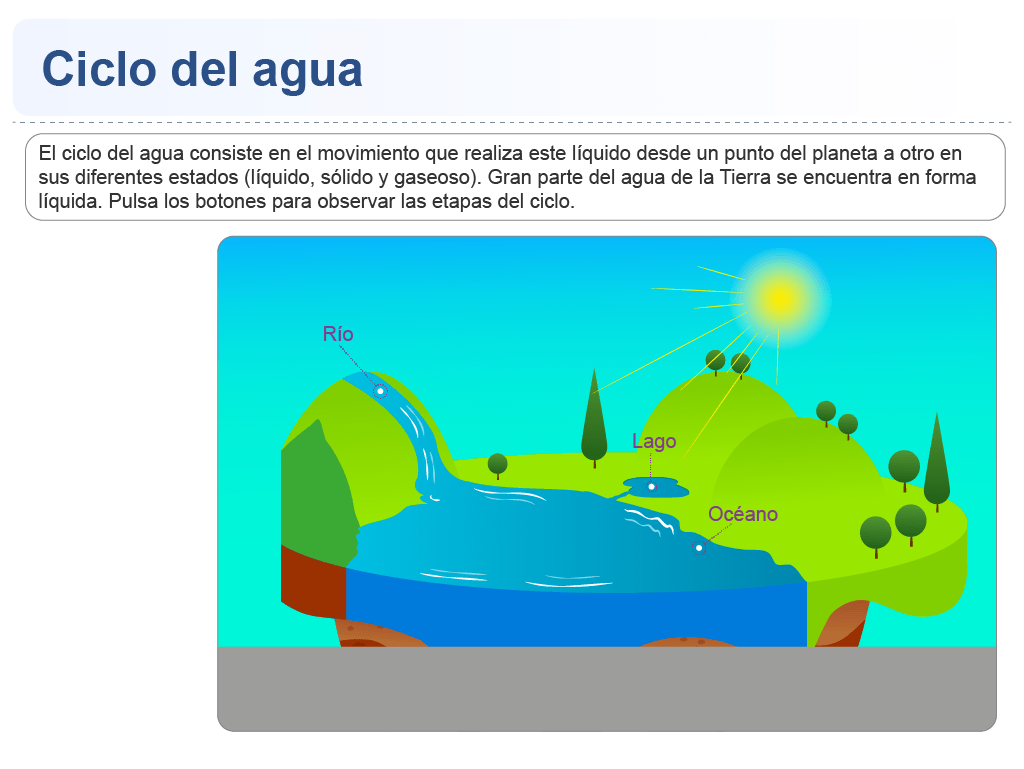 Ciclo del agua
El ciclo del agua consiste en el movimiento que realiza este líquido desde un punto del planeta a otro en
sus diferentes estados (líquido, sólido y gaseoso). Gran parte del agua de la Tierra se encuentra en forma
líquida. Pulsa los botones para observar las etapas del ciclo.
Río
Lago
Océano